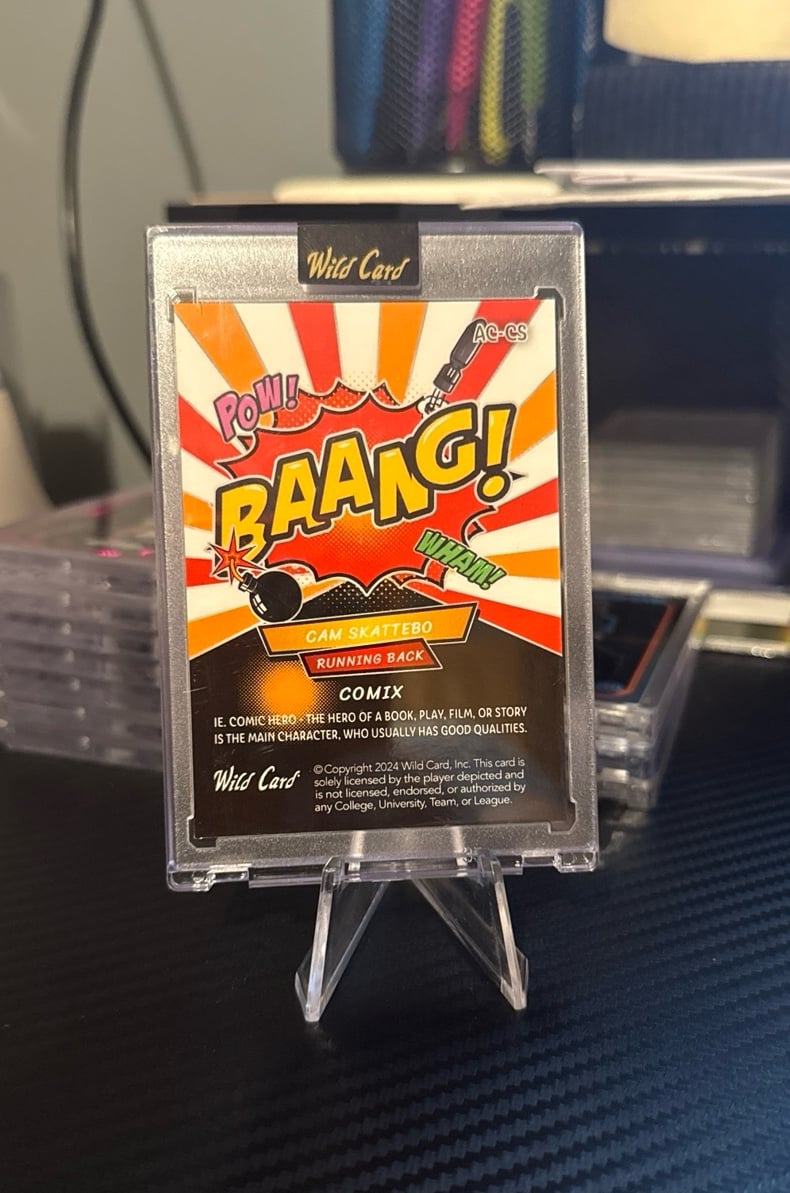 Wild Card
AC-CS
POW!
BAANG!
WHAM!
CAM SKATTEBO
RUNNING BACK
COMIX
IE. COMIC HERO - THE HERO OF A BOOK, PLAY, FILM, OR STORY
IS THE MAIN CHARACTER, WHO USUALLY HAS GOOD QUALITIES.
Wild Card
©Copyright 2024 Wild Card, Inc. This card is
solely licensed by the player depicted and
is not licensed, endorsed, or authorized by
any College, University, Team, or League.